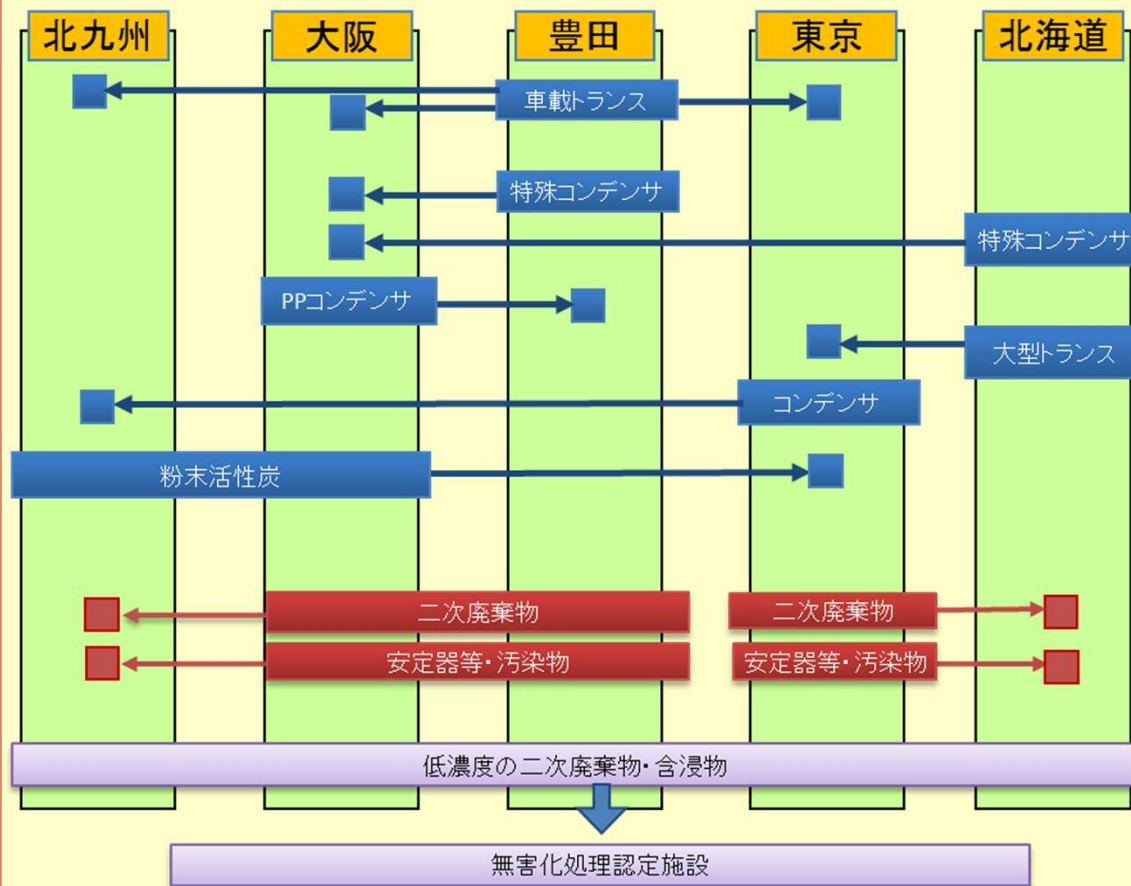 北九州
大阪
豊田
東京
北海道
車載トランス
特殊コンデンサ
特殊コンデンサ
PPコンデンサ
大型トランス
コンデンサ
粉末活性炭
二次廃棄物
二次廃棄物
安定器等・汚染物
安定器等・汚染物
低濃度の二次廃棄物・含浸物
無害化処理認定施設